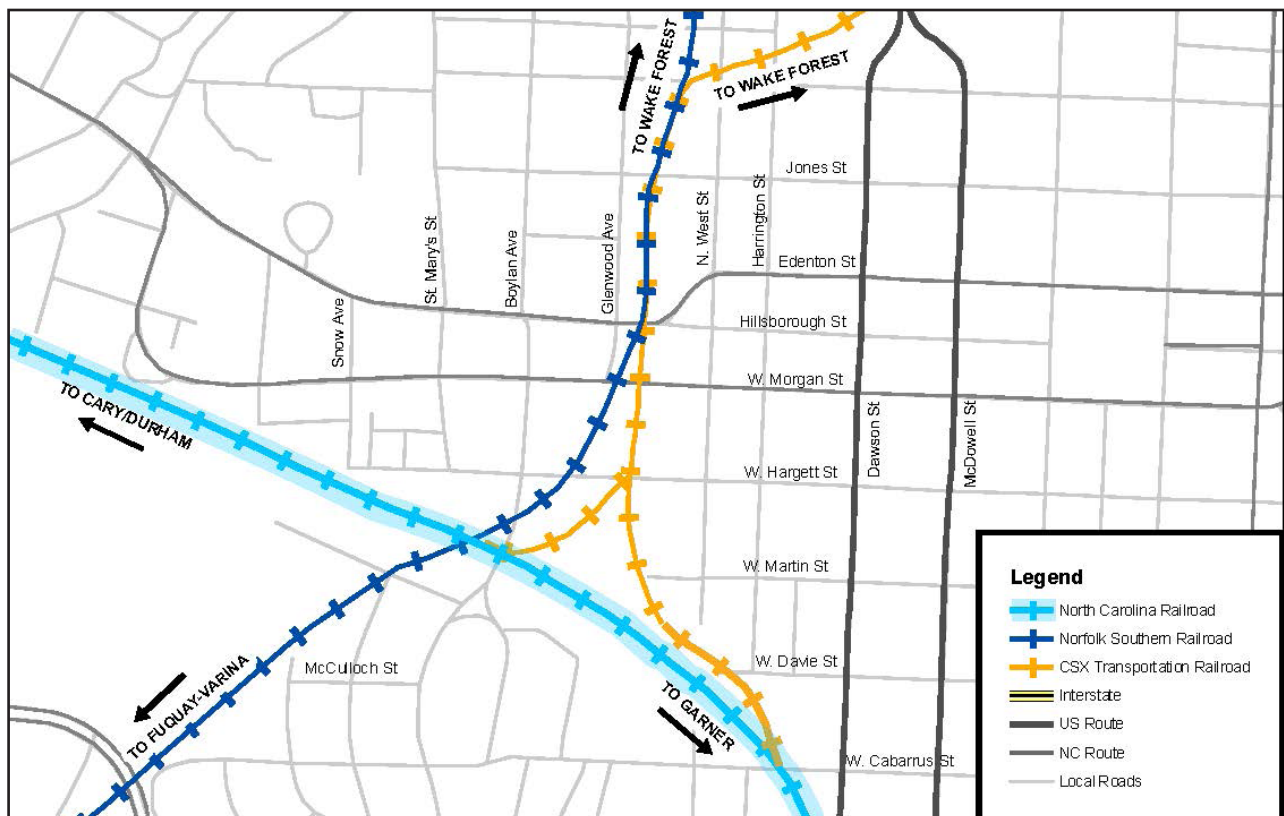 TO WAKE FOREST
TO WAKE FOREST
Jones St
St. Mary's St
Boylan Ave
Glenwood Ave
N. West St
Harrington St
Edenton St
Snow Ave
Hillsborough St
W. Morgan St
TO CARY/DURHAM
Dawson St
McDowell St
W. Hargett St
W. Martin St
McCulloch St
W. Davie St
TO FUQUAY-VARINA
TO GARNER
W. Cabarrus St
Legend
North Carolina Railroad
Norfolk Southern Railroad
CSX Transportation Railroad
Interstate
US Route
NC Route
Local Roads